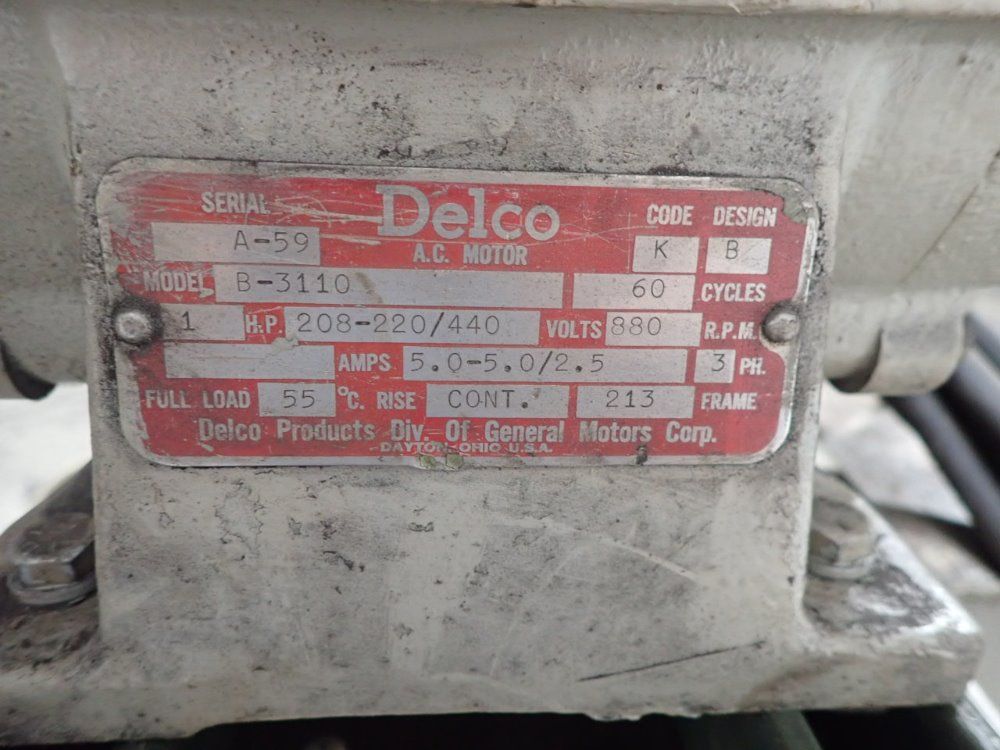 SERIAL Delco CODE DESIGN
A-59 A.C. MOTOR K B
MODEL B-3110 60 CYCLES
1 H.P. 208-220/440 VOLTS 880 R.P.M.
AMPS 5.0-5.0/2.5 3 PH.
FULL LOAD 55 °C. RISE CONT. 213 FRAME
Delco Products Div. Of General Motors Corp.
DAYTON-OHIO U.S.A.